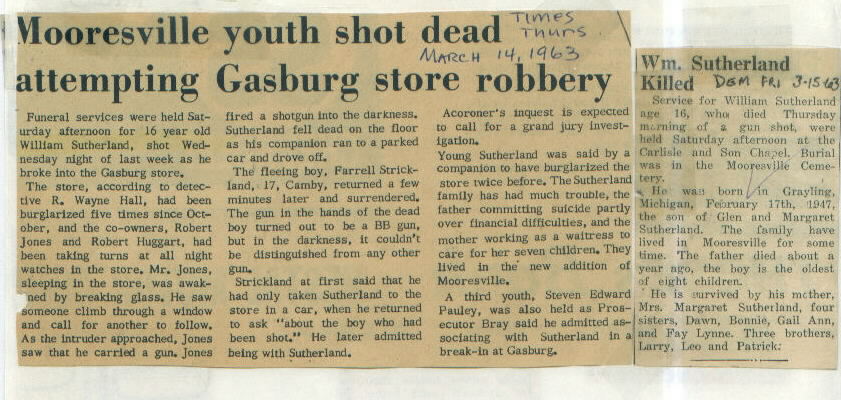 Mooresville youth shot dead
attempting Gasburg store robbery
TIMES
THURS.
MARCH 14, 1963
Funeral services were held Sat-
urday afternoon for 16 year old
William Sutherland, shot Wed-
nesday night of last week as he
broke into the Gasburg store.
The store, according to detec-
tive R. Wayne Hall, had been
burglarized five times since Oct-
ober, and the co-owners, Robert
Jones and Robert Huggart, had
been taking turns at all night
watches in the store. Mr. Jones,
sleeping in the store, was awak-
ned by breaking glass. He saw
someone climb through a window
and call for another to follow.
As the intruder approached, Jones
saw that he carried a gun. Jones
fired a shotgun into the darkness.
Sutherland fell dead on the floor
as his companion ran to a parked
car and drove off.
The fleeing boy, Farrell Strick-
land, 17, Camby, returned a few
minutes later and surrendered.
The gun in the hands of the dead
boy turned out to be a BB gun,
but in the darkness, it couldn't
be distinguished from any other
gun.
Strickland at first said that he
had only taken Sutherland to the
store in a car, when he returned
to ask "about the boy who had
been shot." He later admitted
being with Sutherland.
Acoroner's inquest is expected
to call for a grand jury invest-
igation.
Young Sutherland was said by a
companion to have burglarized the
store twice before. The Sutherland
family has had much trouble, the
father committing suicide partly
over financial difficulties, and the
mother working as a waitress to
care for her seven children. They
lived in the new addition of
Mooresville.
A third youth, Steven Edward
Pauley, was also held as Pros-
ecutor Bray said he admitted as-
sociating with Sutherland in a
break-in at Gasburg.
Wm. Sutherland
Killed
DEM FRI 3-15-63
Service for William Sutherland
age 16, who died Thursday
morning of a gun shot, were
held Saturday afternoon at the
Carlisle and Son Chapel. Burial
was in the Mooresville Ceme-
tery.
He was born in Grayling,
Michigan, February 17th, 1947,
the son of Glen and Margaret
Sutherland. The family have
lived in Mooresville for some
time. The father died about a
year ago, the boy is the oldest
of eight children.
He is survived by his mother,
Mrs. Margaret Sutherland, four
sisters, Dawn, Bonnie, Gail Ann,
and Fay Lynne. Three brothers,
Larry, Leo and Patrick.